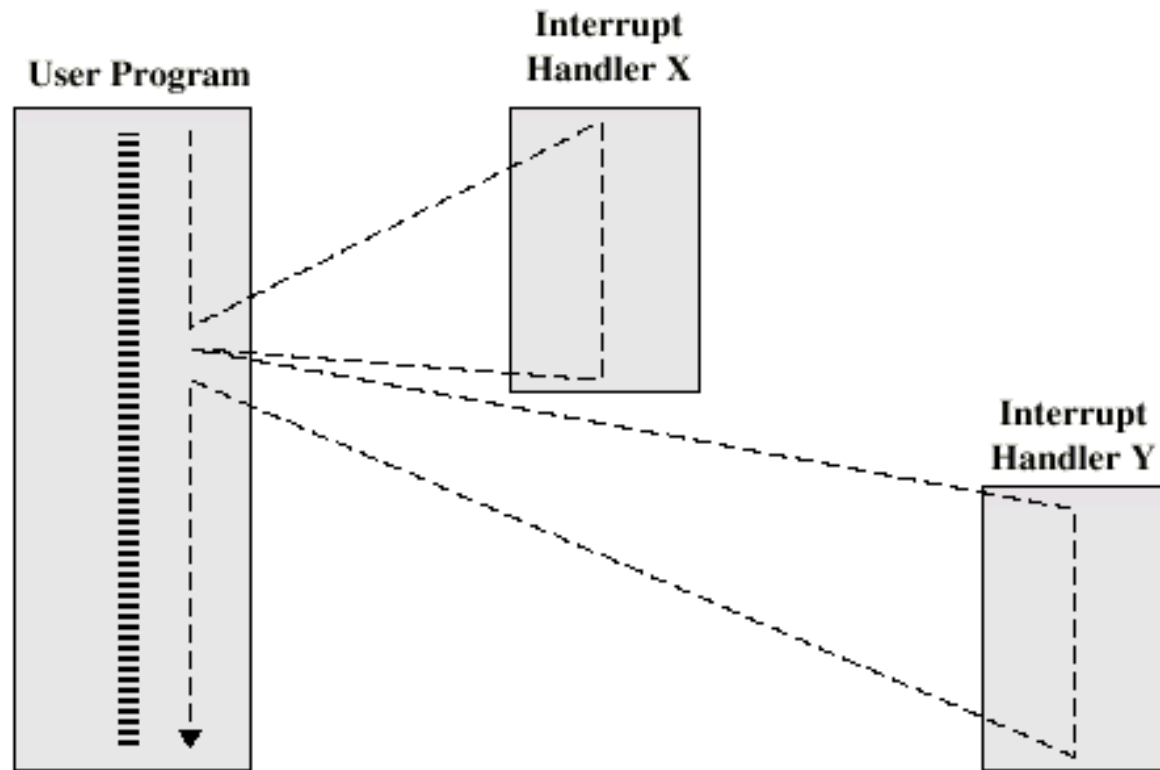 User Program
Interrupt
Handler X
Interrupt
Handler Y